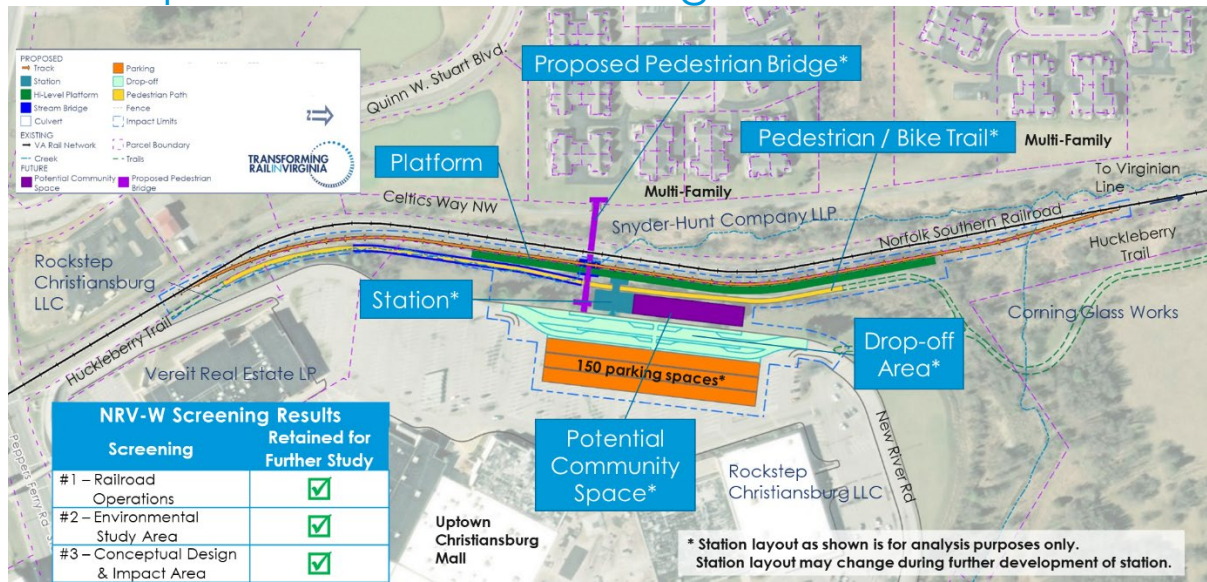 PROPOSED
Track
Station
Hi-Level Platform
Stream Bridge
Culvert
Parking
Drop-off
Pedestrian Path
Fence
Impact Limits
EXISTING
VA Rail Network
Creek
Parcel Boundary
Trails
FUTURE
Potential Community
Space
Proposed Pedestrian
Bridge
TRANSFORMING
RAILINVIRGINIA
Quinn W. Stuart Blvd.
Proposed Pedestrian Bridge*
Pedestrian / Bike Trail*
Multi-Family
Platform
Multi-Family
To Virginian
Line
Celtics Way NW
Snyder-Hunt Company LLP
Norfolk Southern Railroad
Huckleberry
Trail
Rockstep
Christiansburg
LLC
Station*
Corning Glass Works
Huckleberry Trail
Drop-off
Area*
Vereit Real Estate LP
150 parking spaces*
New River Rd
Potential
Community
Space*
Rockstep
Christiansburg LLC
Peppers Ferry Rd
Uptown
Christiansburg
Mall
NRV-W Screening Results
Screening
Retained for
Further Study
#1 – Railroad
Operations
#2 – Environmental
Study Area
#3 – Conceptual Design
& Impact Area
* Station layout as shown is for analysis purposes only.
Station layout may change during further development of station.